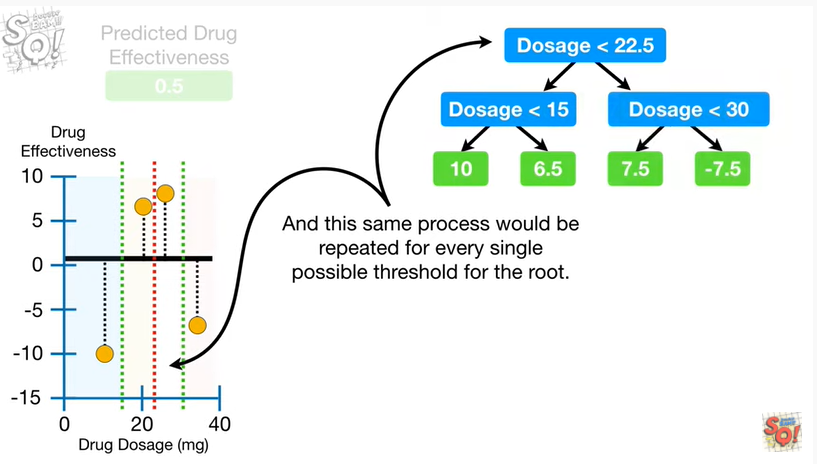 SQ!
Predicted Drug
Effectiveness
0.5
Dosage < 22.5
Dosage < 15
Dosage < 30
10
6.5
7.5
-7.5
And this same process would be
repeated for every single
possible threshold for the root.
Drug
Effectiveness
10
5
0
-5
-10
-15
0
20
40
Drug Dosage (mg)
SQ!